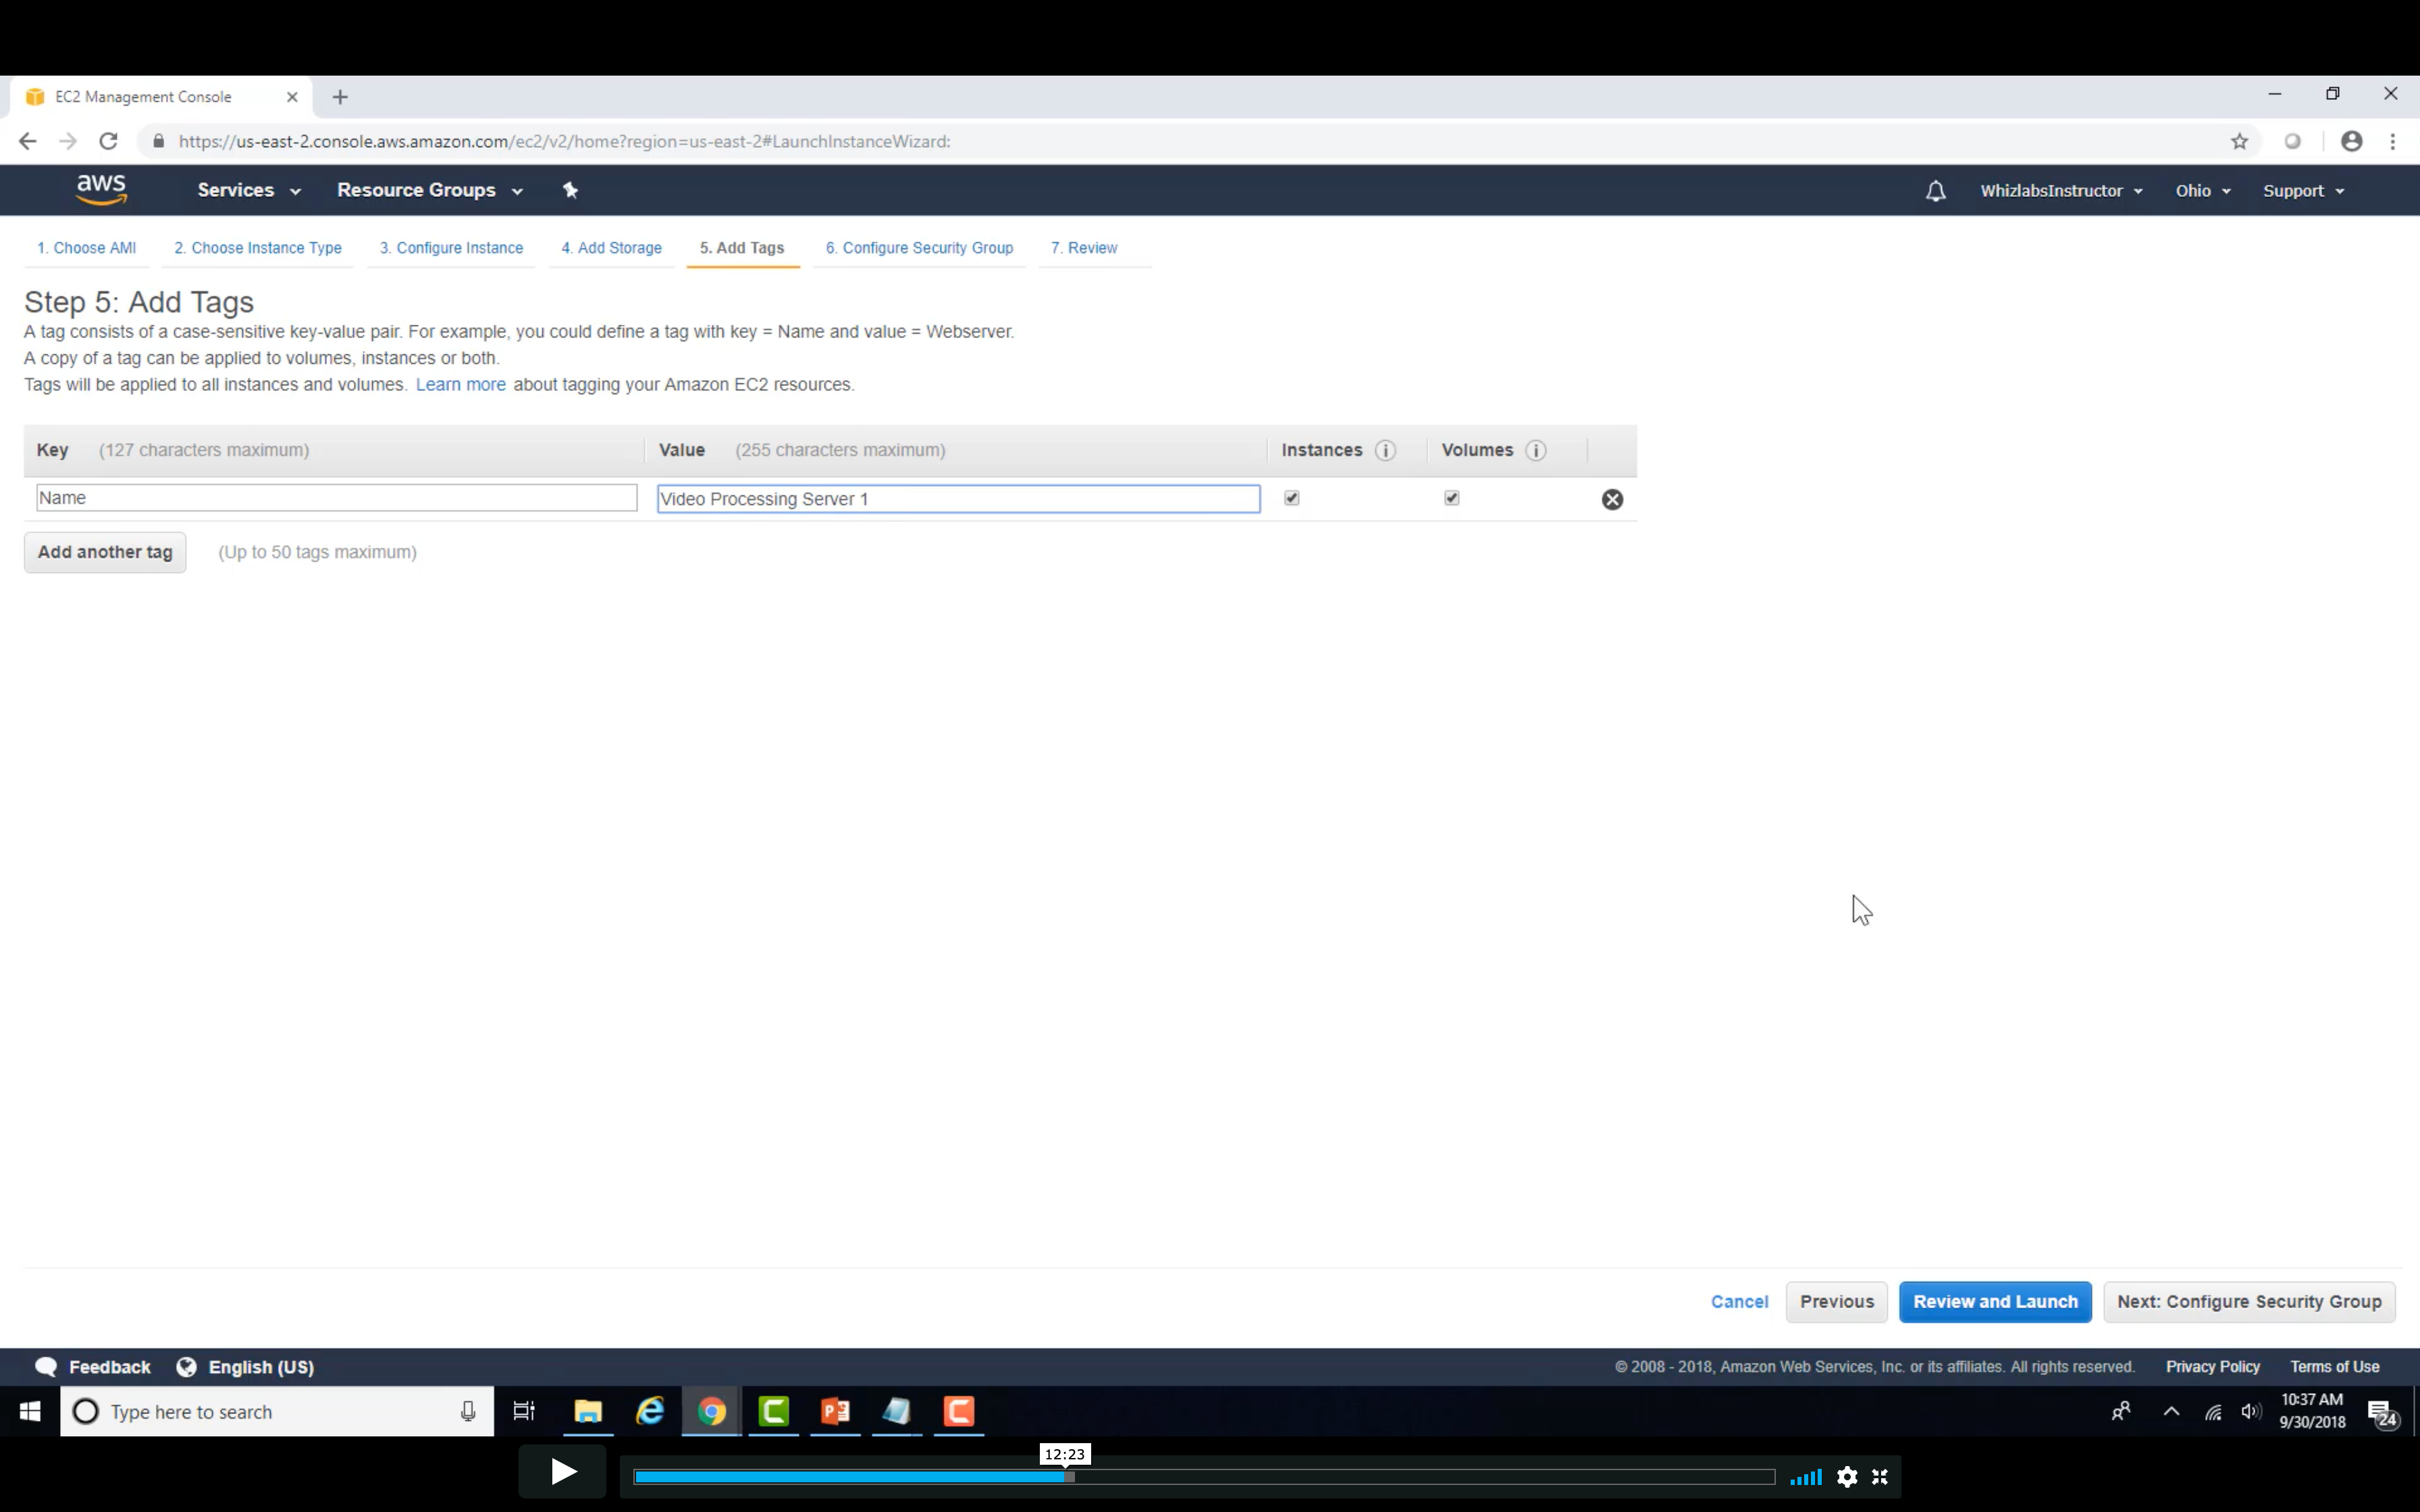 EC2 Management Console
https://us-east-2.console.aws.amazon.com/ec2/v2/home?region=us-east-2#LaunchInstanceWizard:
aws Services Resource Groups WhizlabsInstructor Ohio Support
1. Choose AMI 2. Choose Instance Type 3. Configure Instance 4. Add Storage 5. Add Tags 6. Configure Security Group 7. Review
Step 5: Add Tags
A tag consists of a case-sensitive key-value pair. For example, you could define a tag with key = Name and value = Webserver.
A copy of a tag can be applied to volumes, instances or both.
Tags will be applied to all instances and volumes. Learn more about tagging your Amazon EC2 resources.
Key (127 characters maximum) Value (255 characters maximum) Instances Volumes
Name Video Processing Server 1
Add another tag (Up to 50 tags maximum)
Cancel Previous Review and Launch Next: Configure Security Group
Feedback English (US) © 2008 - 2018, Amazon Web Services, Inc. or its affiliates. All rights reserved. Privacy Policy Terms of Use
Type here to search
10:37 AM
9/30/2018
24
12:23